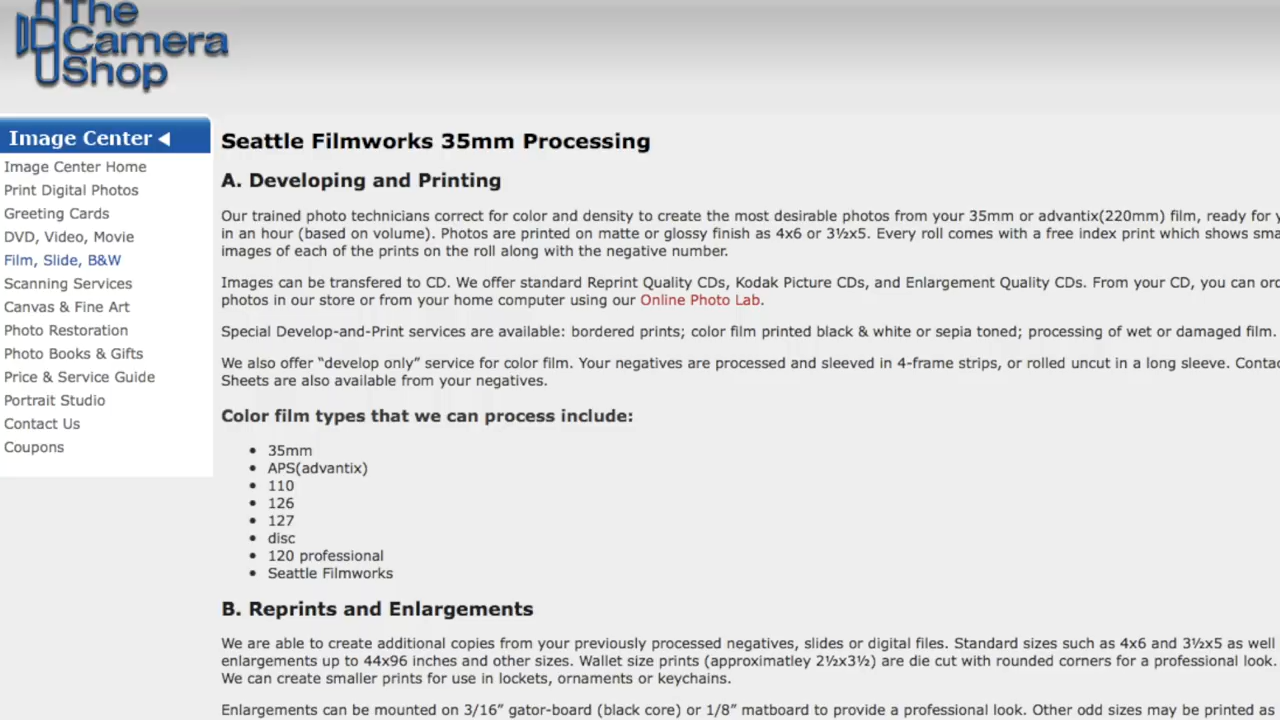 The
Camera
Shop
Image Center
Image Center Home
Print Digital Photos
Greeting Cards
DVD, Video, Movie
Film, Slide, B&W
Scanning Services
Canvas & Fine Art
Photo Restoration
Photo Books & Gifts
Price & Service Guide
Portrait Studio
Contact Us
Coupons
Seattle Filmworks 35mm Processing
A. Developing and Printing
Our trained photo technicians correct for color and density to create the most desirable photos from your 35mm or advantix(220mm) film, ready for
in an hour (based on volume). Photos are printed on matte or glossy finish as 4x6 or 3½x5. Every roll comes with a free index print which shows
images of each of the prints on the roll along with the negative number.
Images can be transfered to CD. We offer standard Reprint Quality CDs, Kodak Picture CDs, and Enlargement Quality CDs. From your CD, you can
photos in our store or from your home computer using our Online Photo Lab.
Special Develop-and-Print services are available: bordered prints; color film printed black & white or sepia toned; processing of wet or damaged film.
We also offer “develop only” service for color film. Your negatives are processed and sleeved in 4-frame strips, or rolled uncut in a long sleeve.
Sheets are also available from your negatives.
Color film types that we can process include:
• 35mm
• APS(advantix)
• 110
• 126
• 127
• disc
• 120 professional
• Seattle Filmworks
B. Reprints and Enlargements
We are able to create additional copies from your previously processed negatives, slides or digital files. Standard sizes such as 4x6 and 3½x5 as well
enlargements up to 44x96 inches and other sizes. Wallet size prints (approximatley 2½x3½) are die cut with rounded corners for a professional look.
We can create smaller prints for use in lockets, ornaments or keychains.
Enlargements can be mounted on 3/16” gator-board (black core) or 1/8” matboard to provide a professional look. Other odd sizes may be printed as